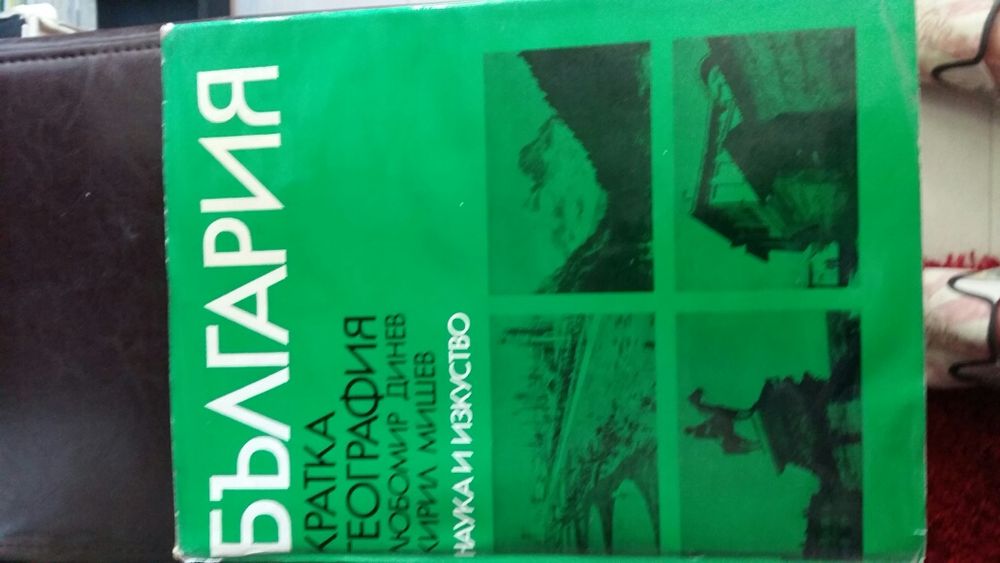 БЪЛГАРИЯ
КРАТКА
ГЕОГРАФИЯ
ЛЮБОМИР ДИНЕВ
КИРИЛ МИШЕВ
НАУКА И ИЗКУСТВО